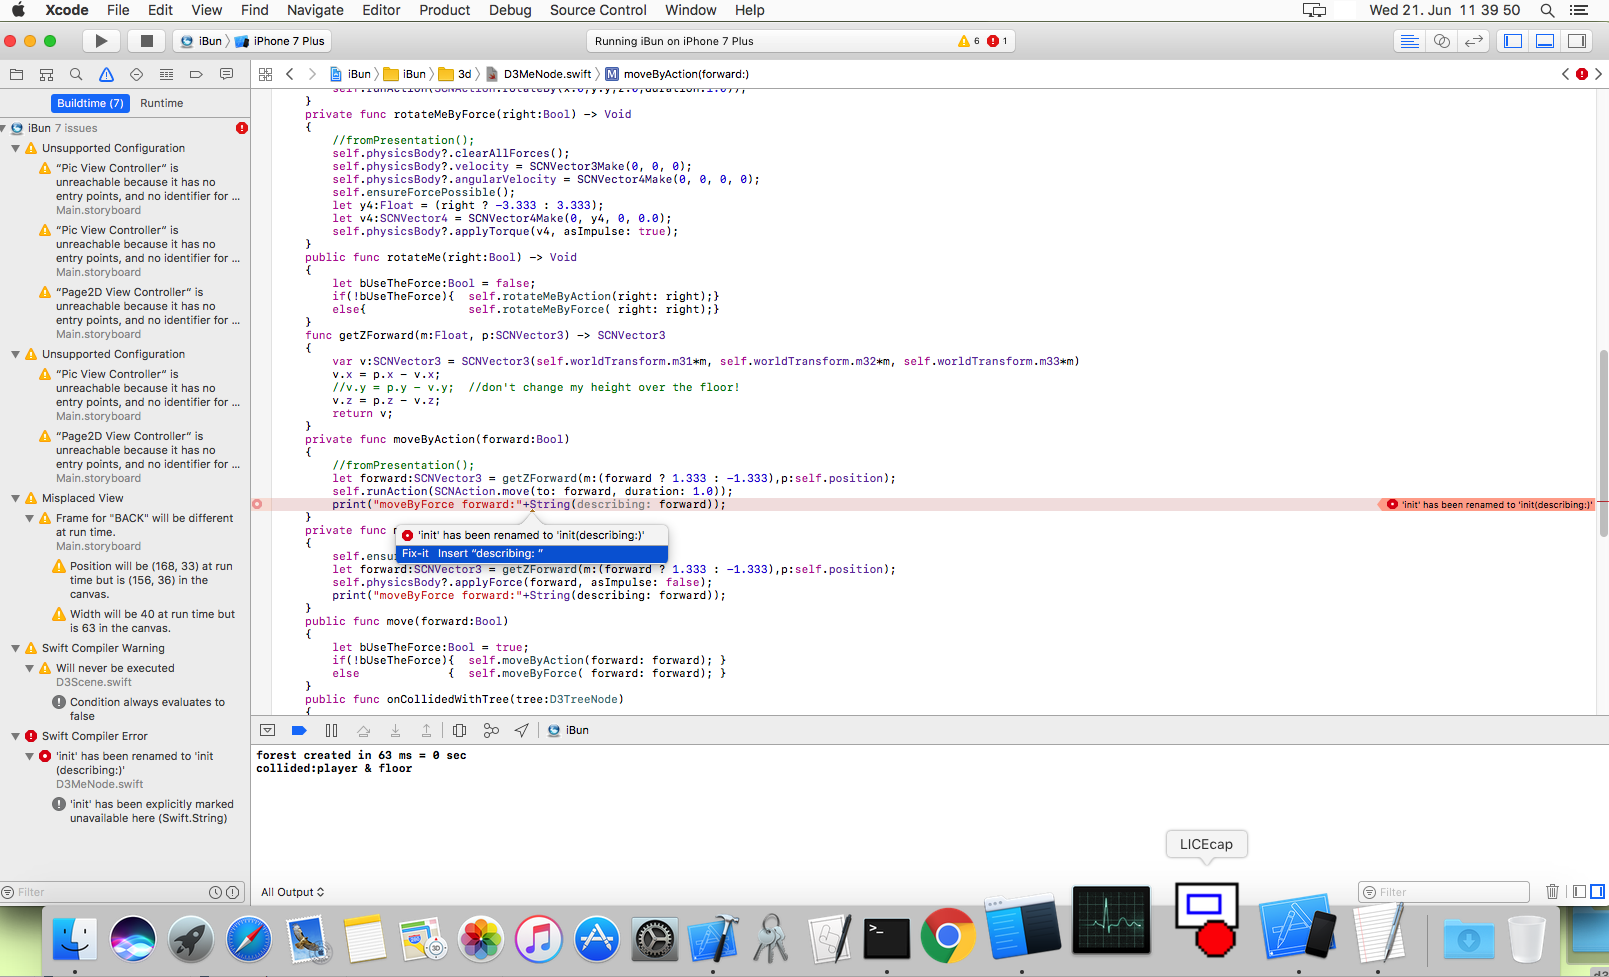 Xcode File Edit View Find Navigate Editor Product Debug Source Control Window Help Wed 21. Jun 11 39 50
iBun iPhone 7 Plus Running iBun on iPhone 7 Plus 6 1
iBun iBun 3d D3MeNode.swift M moveByAction(forward:)
Buildtime (7) Runtime
iBun 7 issues
Unsupported Configuration
“Pic View Controller” is
unreachable because it has no
entry points, and no identifier for ...
Main.storyboard
“Pic View Controller” is
unreachable because it has no
entry points, and no identifier for ...
Main.storyboard
“Page2D View Controller” is
unreachable because it has no
entry points, and no identifier for ...
Main.storyboard
Unsupported Configuration
“Pic View Controller” is
unreachable because it has no
entry points, and no identifier for ...
Main.storyboard
“Page2D View Controller” is
unreachable because it has no
entry points, and no identifier for ...
Main.storyboard
Misplaced View
Frame for "BACK" will be different
at run time.
Main.storyboard
Position will be (168, 33) at run
time but is (156, 36) in the
canvas.
Width will be 40 at run time but
is 63 in the canvas.
Swift Compiler Warning
Will never be executed
D3Scene.swift
Condition always evaluates to
false
Swift Compiler Error
'init' has been renamed to 'init
(describing:)'
D3MeNode.swift
'init' has been explicitly marked
unavailable here (Swift.String)
Filter
self.runAction(SCNAction.rotateBy(x:0,y:y,z:0,duration:1.0));
}
private func rotateMeByForce(right:Bool) -> Void
{
//fromPresentation();
self.physicsBody?.clearAllForces();
self.physicsBody?.velocity = SCNVector3Make(0, 0, 0);
self.physicsBody?.angularVelocity = SCNVector4Make(0, 0, 0, 0);
self.ensureForcePossible();
let y4:Float = (right ? -3.333 : 3.333);
let v4:SCNVector4 = SCNVector4Make(0, y4, 0, 0.0);
self.physicsBody?.applyTorque(v4, asImpulse: true);
}
public func rotateMe(right:Bool) -> Void
{
let bUseTheForce:Bool = false;
if(!bUseTheForce){ self.rotateMeByAction(right: right);}
else{ self.rotateMeByForce( right: right);}
}
func getZForward(m:Float, p:SCNVector3) -> SCNVector3
{
var v:SCNVector3 = SCNVector3(self.worldTransform.m31*m, self.worldTransform.m32*m, self.worldTransform.m33*m)
v.x = p.x - v.x;
//v.y = p.y - v.y; //don't change my height over the floor!
v.z = p.z - v.z;
return v;
}
private func moveByAction(forward:Bool)
{
//fromPresentation();
let forward:SCNVector3 = getZForward(m:(forward ? 1.333 : -1.333),p:self.position);
self.runAction(SCNAction.move(to: forward, duration: 1.0));
print("moveByForce forward:"+String(describing: forward)); 'init' has been renamed to 'init(describing:)'
}
private func
'init' has been renamed to 'init(describing:)'
{
Fix-it Insert “describing: ”
self.ensu
let forward:SCNVector3 = getZForward(m:(forward ? 1.333 : -1.333),p:self.position);
self.physicsBody?.applyForce(forward, asImpulse: false);
print("moveByForce forward:"+String(describing: forward));
}
public func move(forward:Bool)
{
let bUseTheForce:Bool = true;
if(!bUseTheForce){ self.moveByAction(forward: forward); }
else { self.moveByForce( forward: forward); }
}
public func onCollidedWithTree(tree:D3TreeNode)
{
iBun
forest created in 63 ms = 0 sec
collided:player & floor
All Output Filter
LICEcap
3D
>_
d3